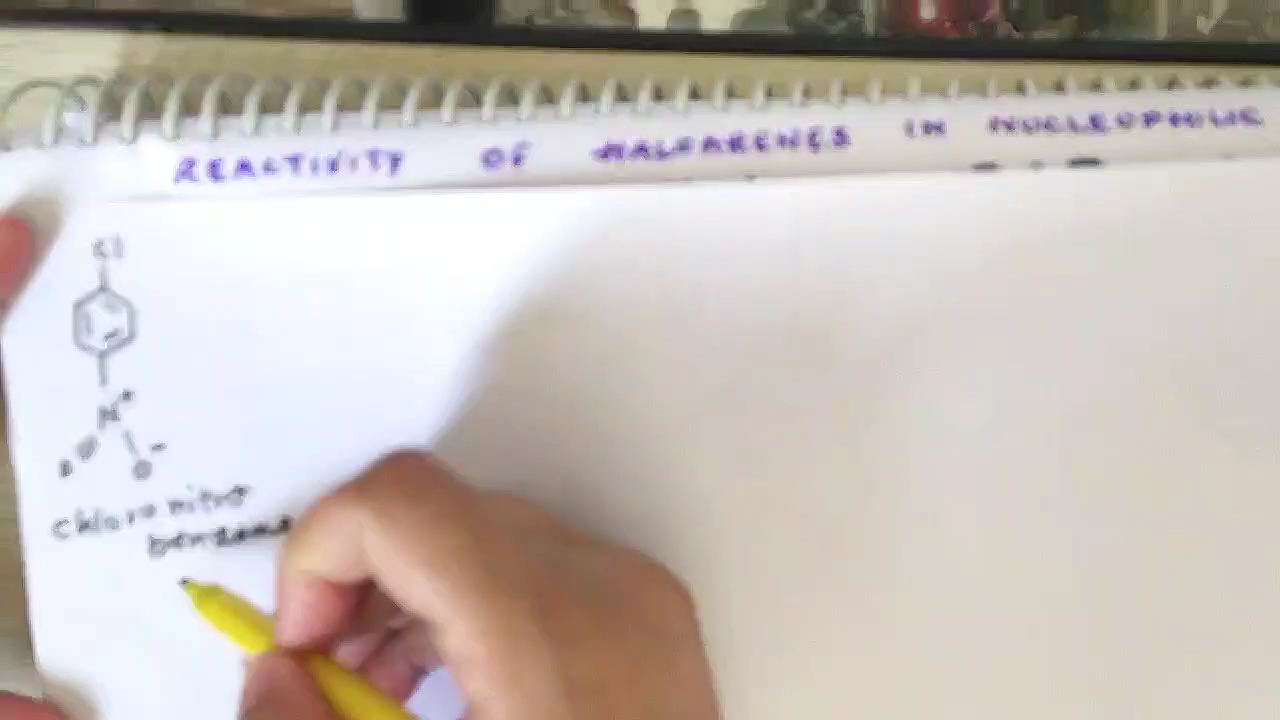 REACTIVITY OF HALOARENES IN NUCLEOPHILIC
Cl
N+
O O-
chloro nitro
benzene